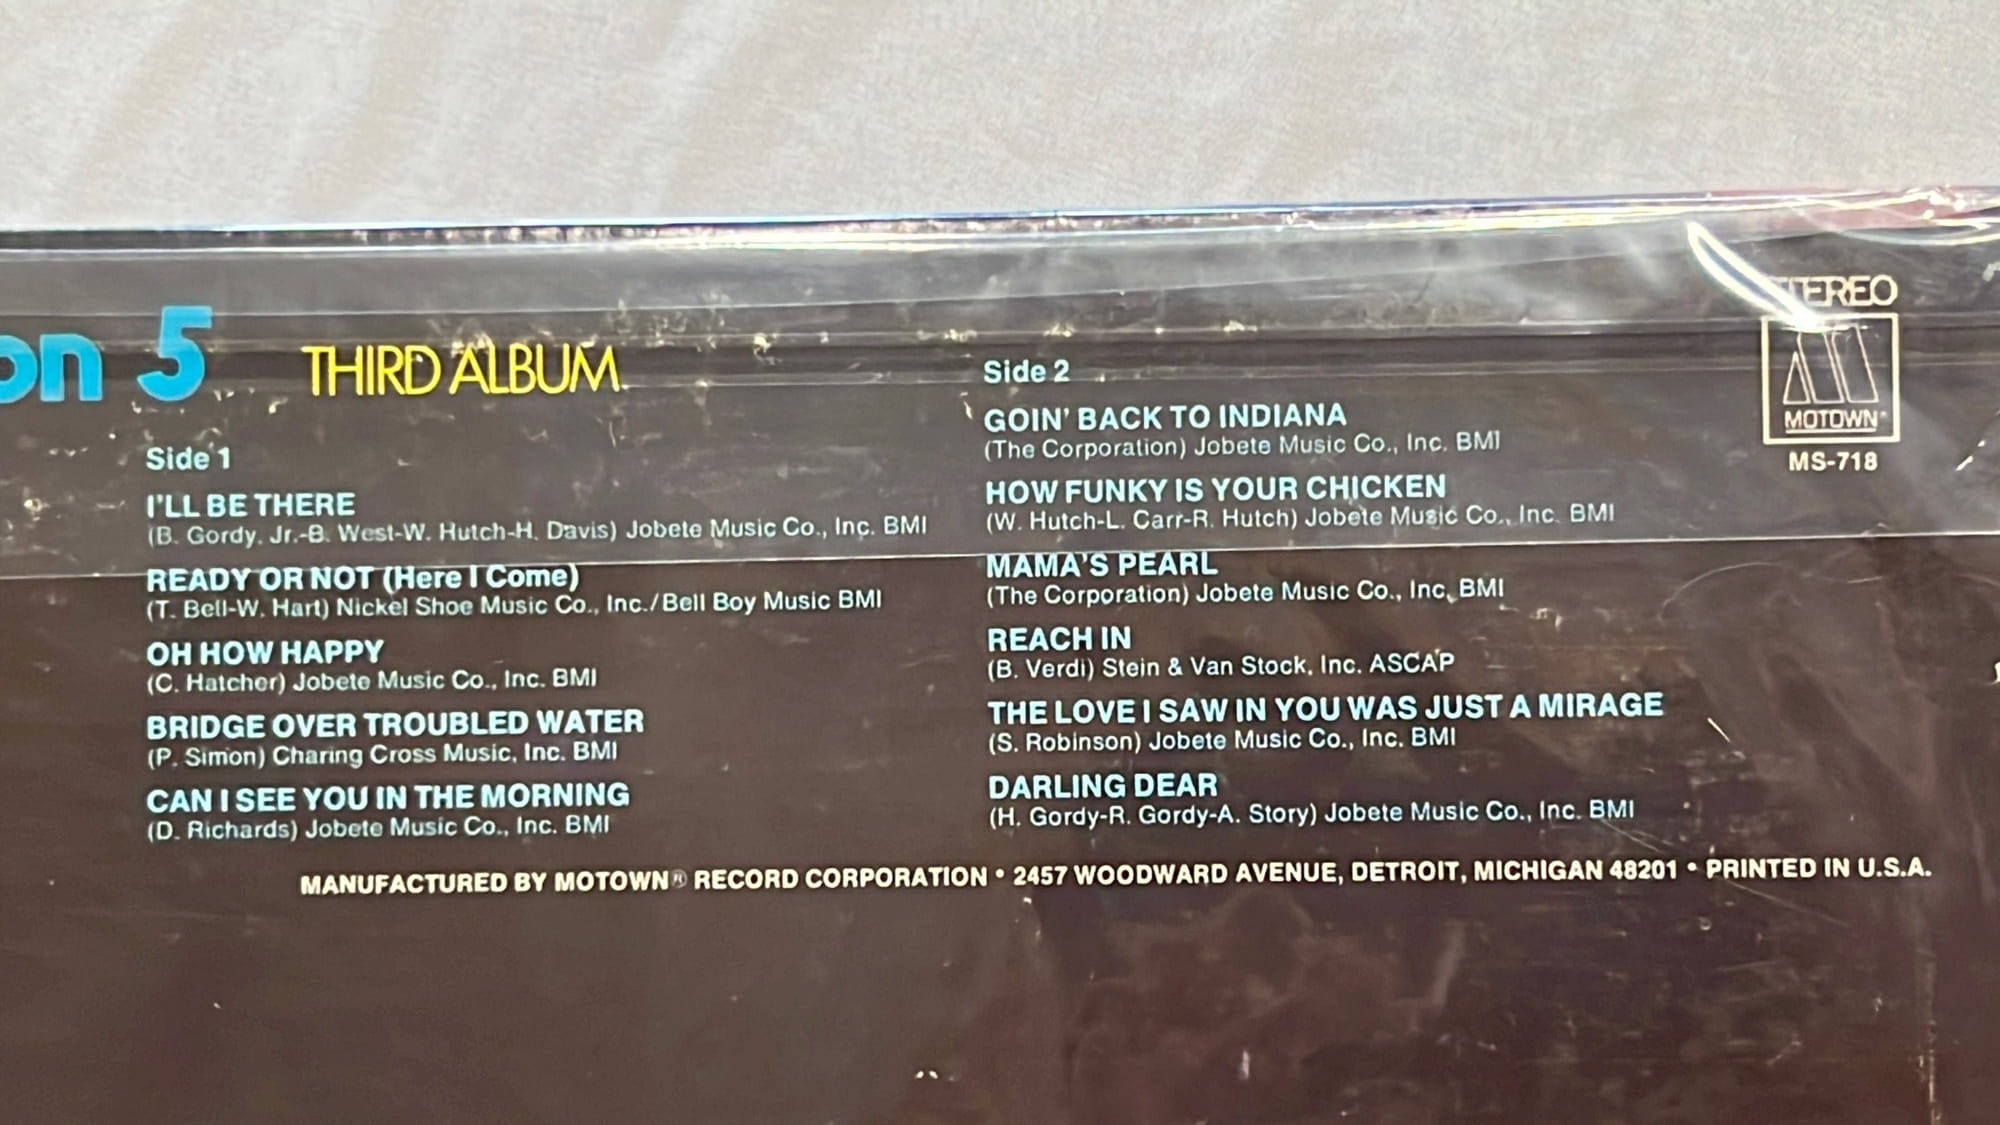 on 5 THIRD ALBUM
Side 1
I'LL BE THERE
(B. Gordy, Jr.-B. West-W. Hutch-H. Davis) Jobete Music Co., Inc. BMI
READY OR NOT (Here I Come)
(T. Bell-W. Hart) Nickel Shoe Music Co., Inc./Bell Boy Music BMI
OH HOW HAPPY
(C. Hatcher) Jobete Music Co., Inc. BMI
BRIDGE OVER TROUBLED WATER
(P. Simon) Charing Cross Music, Inc. BMI
CAN I SEE YOU IN THE MORNING
(D. Richards) Jobete Music Co., Inc. BMI
Side 2
GOIN' BACK TO INDIANA
(The Corporation) Jobete Music Co., Inc. BMI
HOW FUNKY IS YOUR CHICKEN
(W. Hutch-L. Carr-R. Hutch) Jobete Music Co., Inc. BMI
MAMA'S PEARL
(The Corporation) Jobete Music Co., Inc. BMI
REACH IN
(B. Verdi) Stein & Van Stock, Inc. ASCAP
THE LOVE I SAW IN YOU WAS JUST A MIRAGE
(S. Robinson) Jobete Music Co., Inc. BMI
DARLING DEAR
(H. Gordy-R. Gordy-A. Story) Jobete Music Co., Inc. BMI
STEREO
MOTOWN®
MS-718
MANUFACTURED BY MOTOWN® RECORD CORPORATION • 2457 WOODWARD AVENUE, DETROIT, MICHIGAN 48201 • PRINTED IN U.S.A.